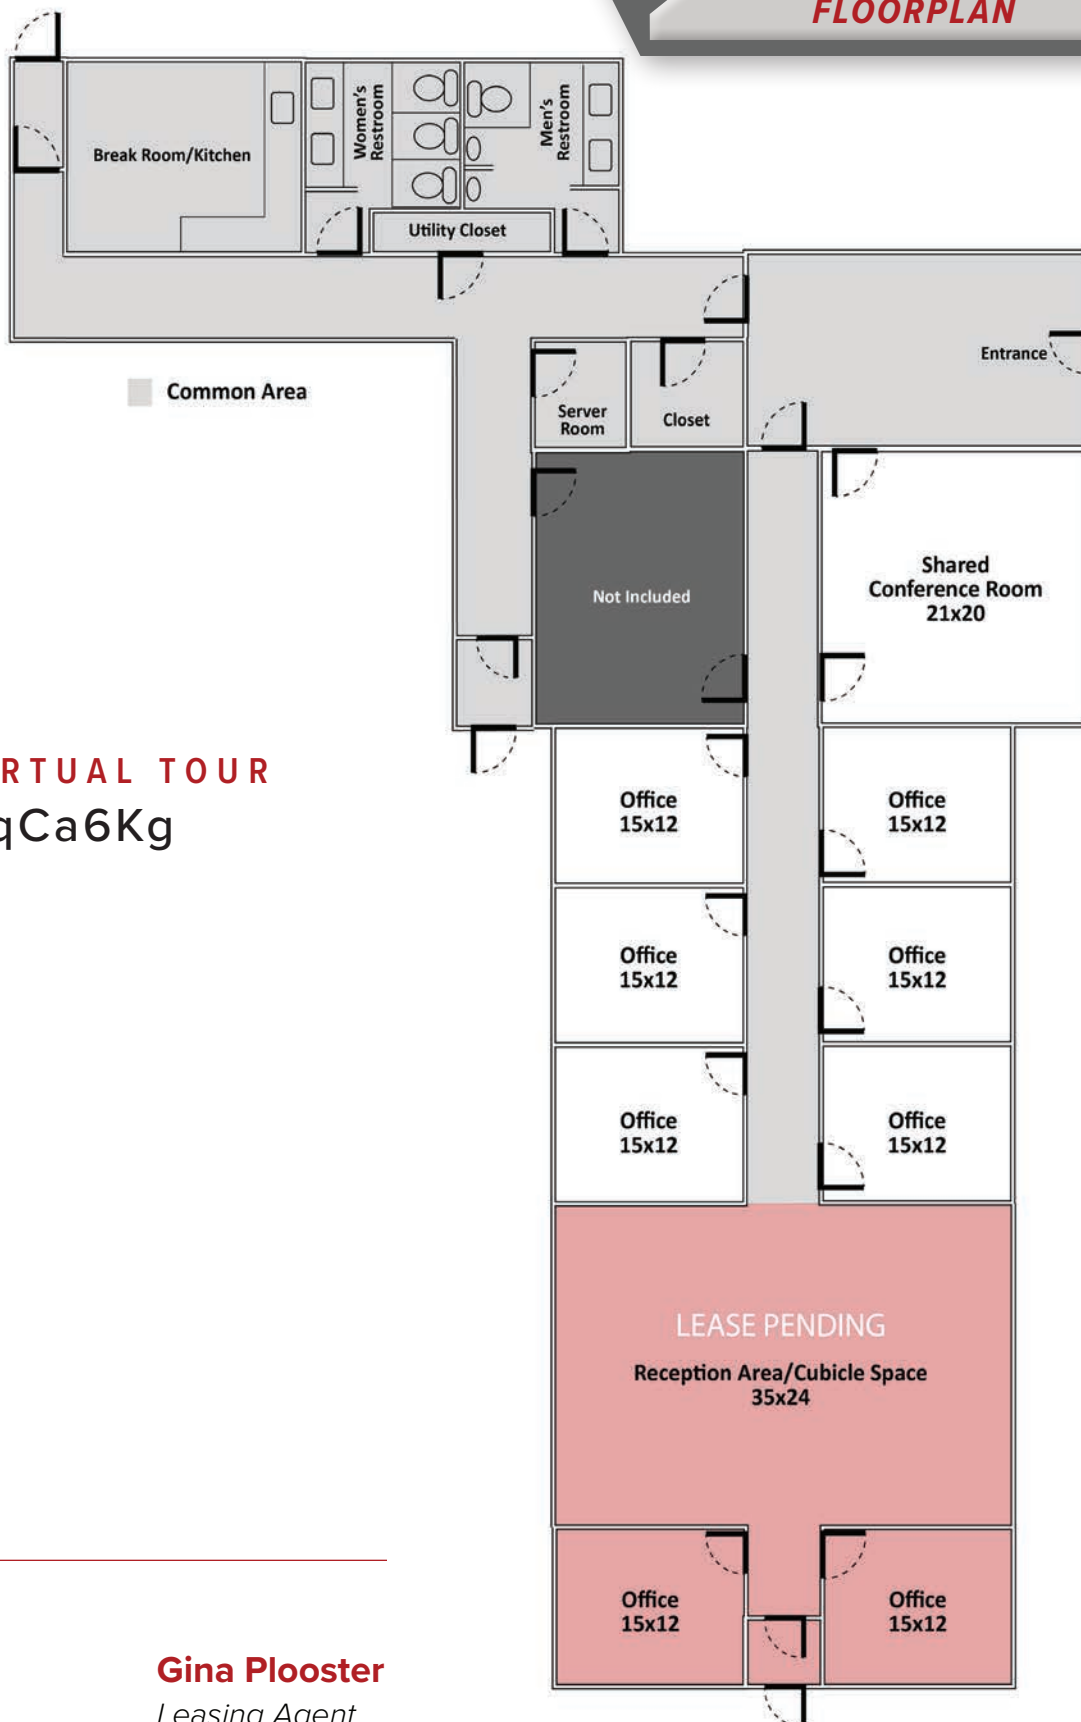 FLOORPLAN
Women's
Restroom
Men's
Restroom
Break Room/Kitchen
Utility Closet
Entrance
Common Area
Server
Room
Closet
Shared
Conference Room
21x20
Not Included
RTUAL TOUR
qCa6Kg
Office
15x12
Office
15x12
Office
15x12
Office
15x12
Office
15x12
Office
15x12
LEASE PENDING
Reception Area/Cubicle Space
35x24
Office
15x12
Office
15x12
Gina Plooster
Leasing Agent